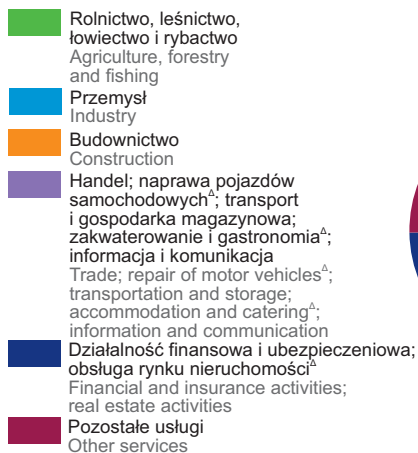 Rolnictwo, leśnictwo,
łowiectwo i rybactwo
Agriculture, forestry
and fishing
Przemysł
Industry
Budownictwo
Construction
Handel; naprawa pojazdów
samochodowych^Δ; transport
i gospodarka magazynowa;
zakwaterowanie i gastronomia^Δ;
informacja i komunikacja
Trade; repair of motor vehicles^Δ;
transportation and storage;
accommodation and catering^Δ;
information and communication
Działalność finansowa i ubezpieczeniowa;
obsługa rynku nieruchomości^Δ
Financial and insurance activities;
real estate activities
Pozostałe usługi
Other services